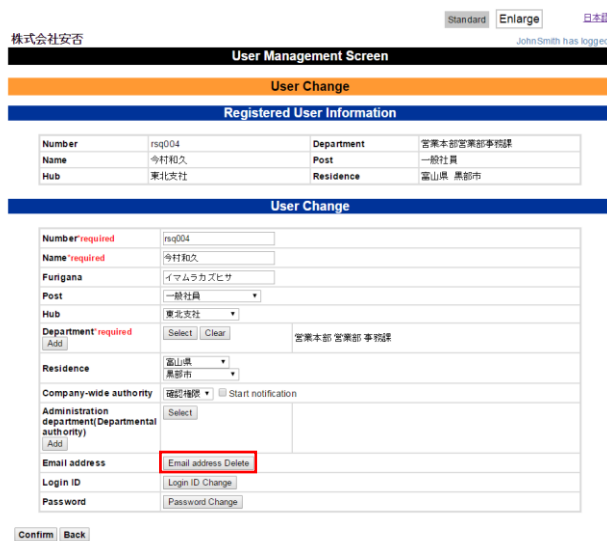 Standard Enlarge 日本語
株式会社安否
JohnSmith has logged
User Management Screen
User Change
Registered User Information
Number rsq004 Department 営業本部営業部事務課
Name 今村和久 Post 一般社員
Hub 東北支社 Residence 富山県 黒部市
User Change
Number*required rsq004
Name*required 今村和久
Furigana イマムラカズヒサ
Post 一般社員
Hub 東北支社
Department*required Select Clear 営業本部 営業部 事務課
Add
Residence 富山県
黒部市
Company-wide authority 確認権限 Start notification
Administration Select
department(Departmental
authority)
Add
Email address Email address Delete
Login ID Login ID Change
Password Password Change
Confirm Back